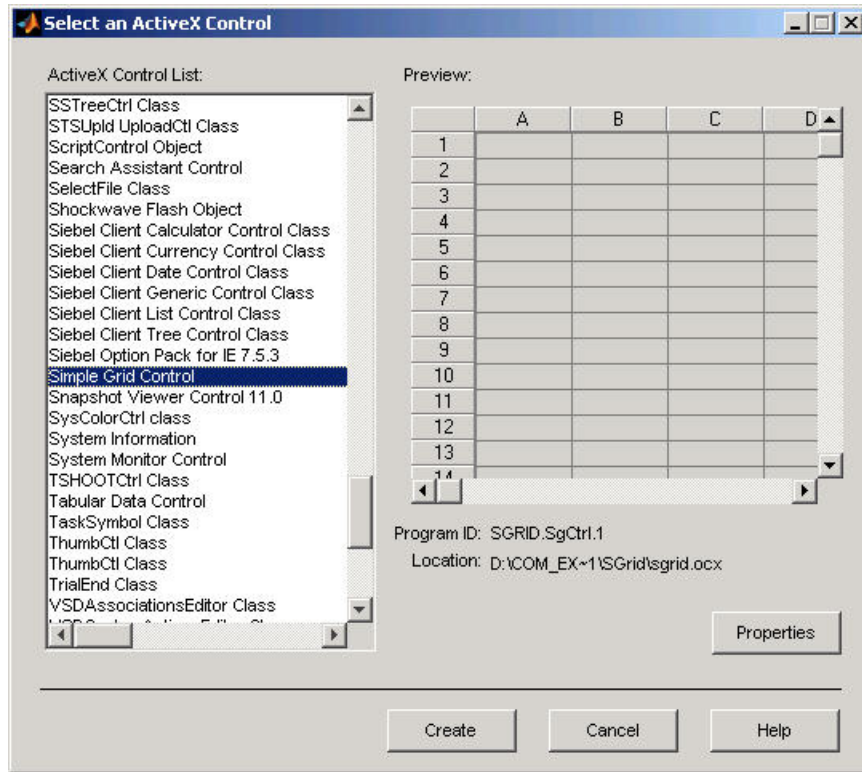 Select an ActiveX Control
ActiveX Control List:
SSTreeCtrl Class
STSUpld UploadCtl Class
ScriptControl Object
Search Assistant Control
SelectFile Class
Shockwave Flash Object
Siebel Client Calculator Control Class
Siebel Client Currency Control Class
Siebel Client Date Control Class
Siebel Client Generic Control Class
Siebel Client List Control Class
Siebel Client Tree Control Class
Siebel Option Pack for IE 7.5.3
Simple Grid Control
Snapshot Viewer Control 11.0
SysColorCtrl class
System Information
System Monitor Control
TSHOOTCtrl Class
Tabular Data Control
TaskSymbol Class
ThumbCtl Class
ThumbCtl Class
TrialEnd Class
VSDAssociationsEditor Class
Preview:
A B C D
1
2
3
4
5
6
7
8
9
10
11
12
13
14
Program ID: SGRID.SgCtrl.1
Location: D:\COM_EX~1\SGrid\sgrid.ocx
Properties
Create Cancel Help